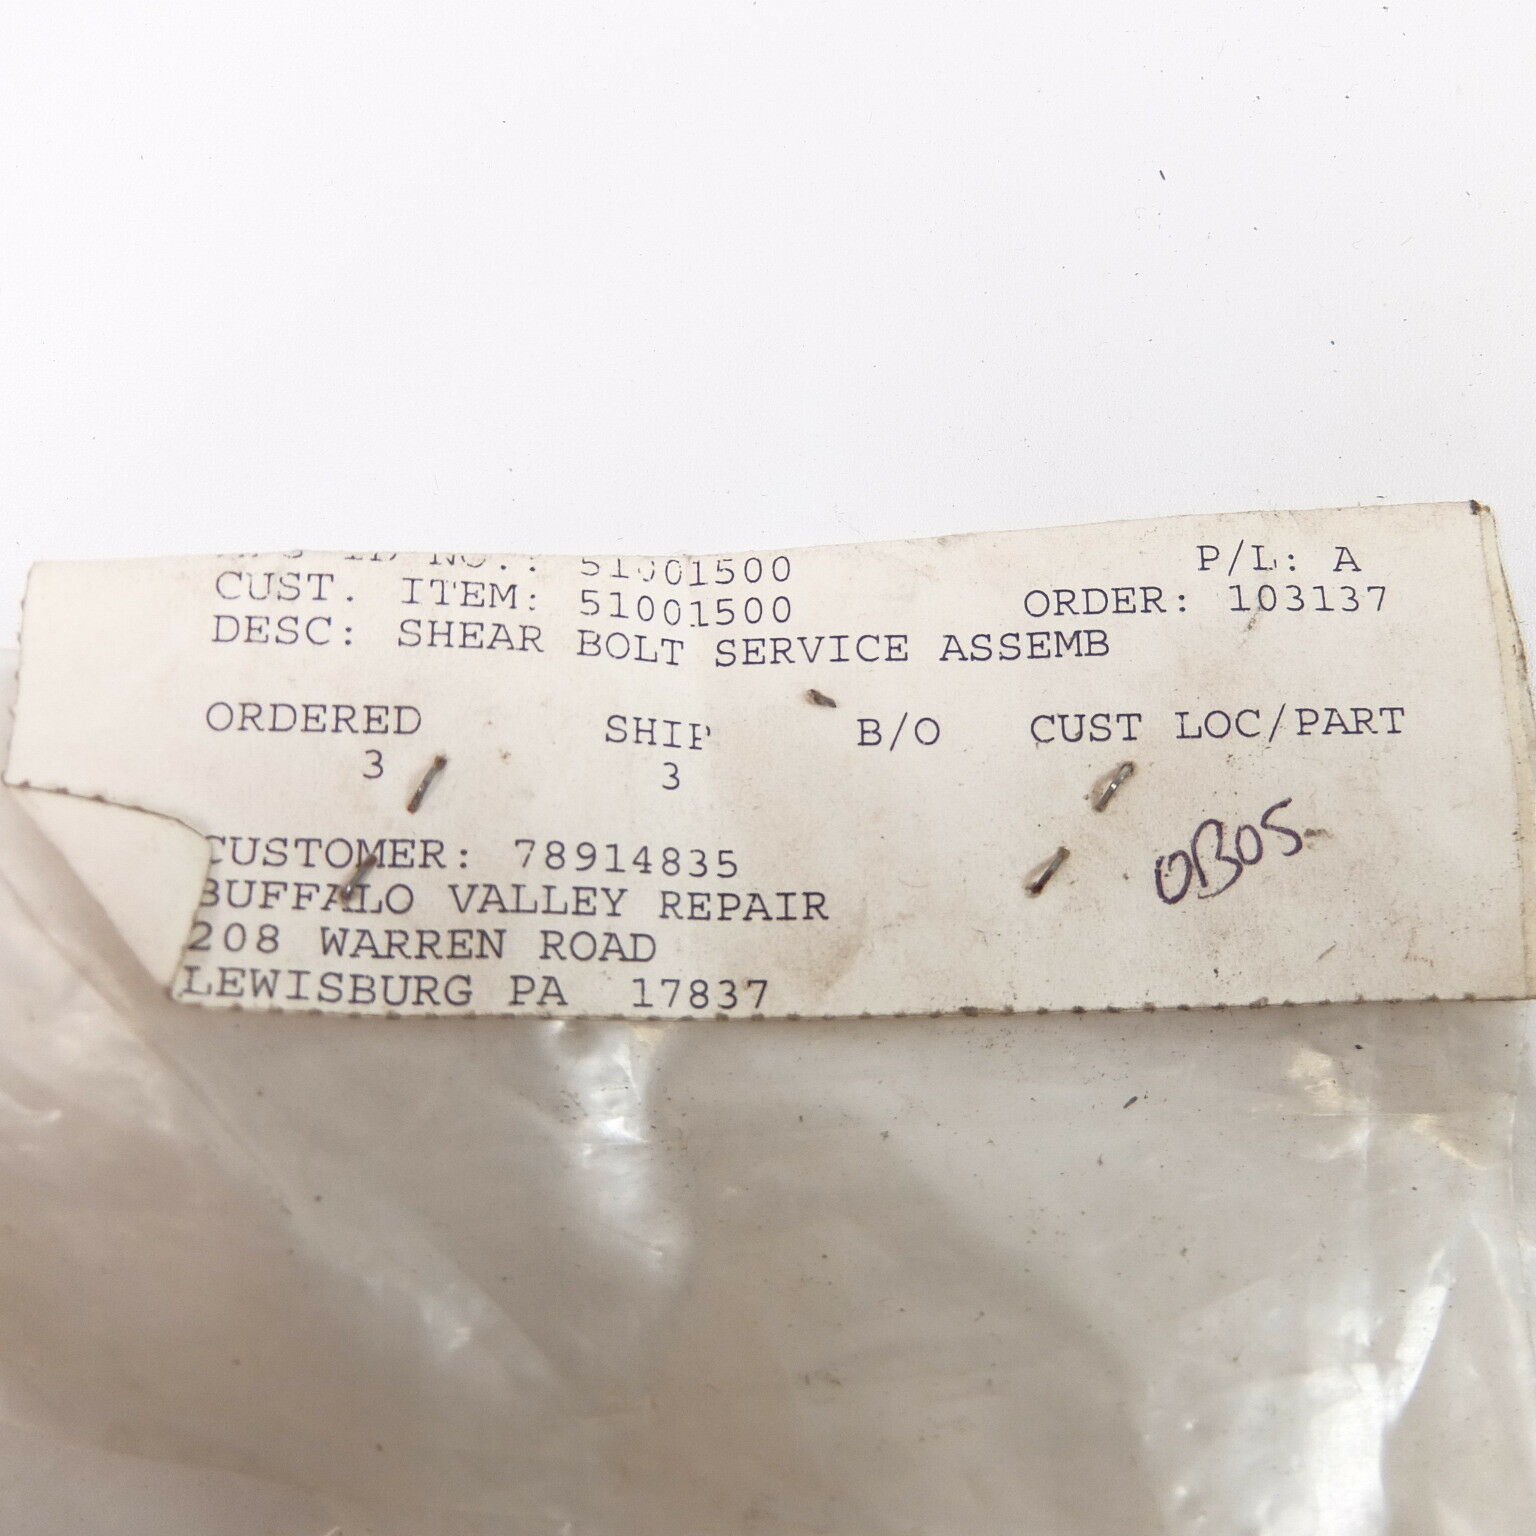 NO.: 51001500 P/L: A
CUST. ITEM: 51001500 ORDER: 103137
DESC: SHEAR BOLT SERVICE ASSEMB
ORDERED SHIP B/O CUST LOC/PART
3 3
OBOS
CUSTOMER: 78914835
BUFFALO VALLEY REPAIR
208 WARREN ROAD
LEWISBURG PA 17837